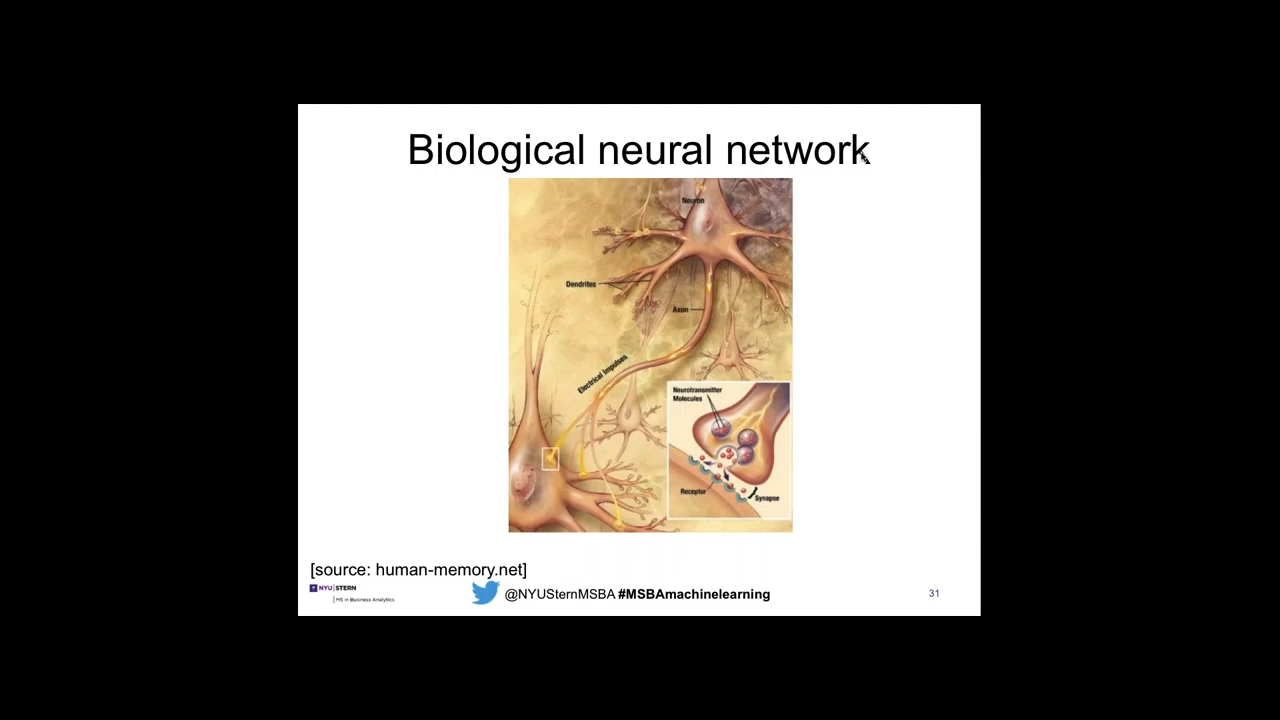 Biological neural network
Neuron
Dendrites
Axon
Electrical Impulses
Neurotransmitter
Molecules
Receptor
Synapse
[source: human-memory.net]
NYU STERN
MS in Business Analytics
@NYUSternMSBA #MSBAmachinelearning
31